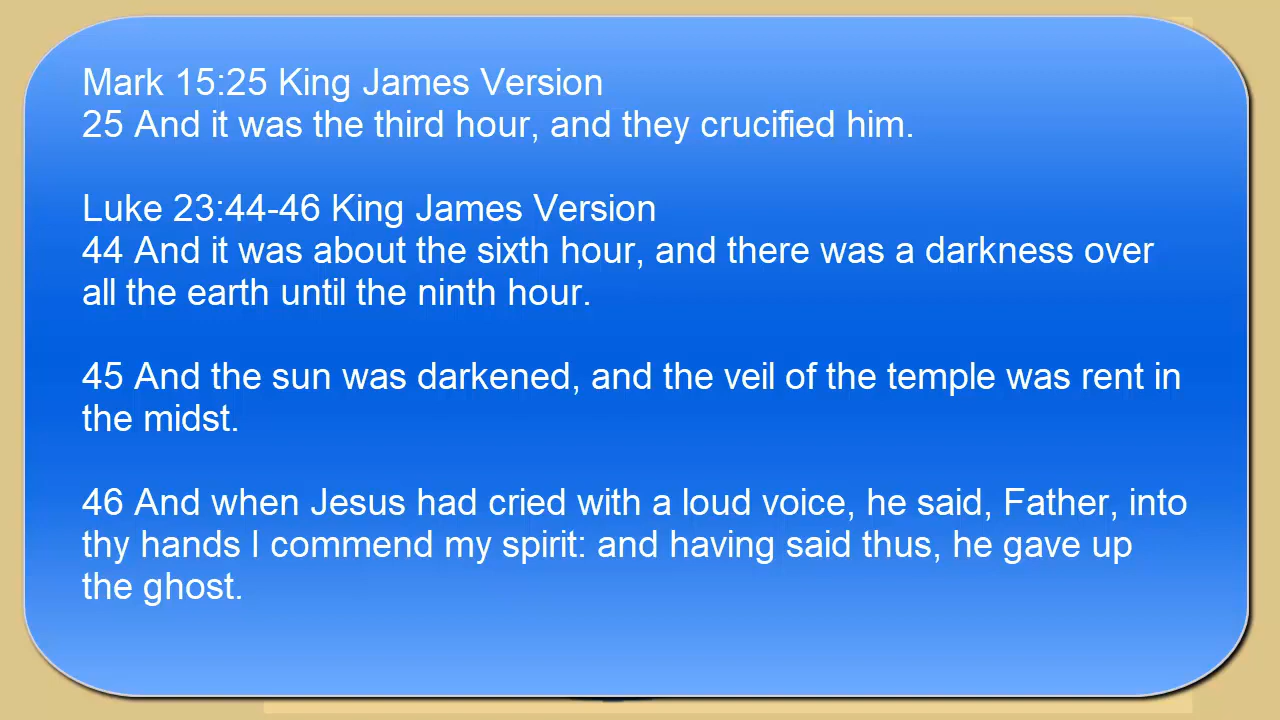 Mark 15:25 King James Version
25 And it was the third hour, and they crucified him.
Luke 23:44-46 King James Version
44 And it was about the sixth hour, and there was a darkness over
all the earth until the ninth hour.
45 And the sun was darkened, and the veil of the temple was rent in
the midst.
46 And when Jesus had cried with a loud voice, he said, Father, into
thy hands I commend my spirit: and having said thus, he gave up
the ghost.